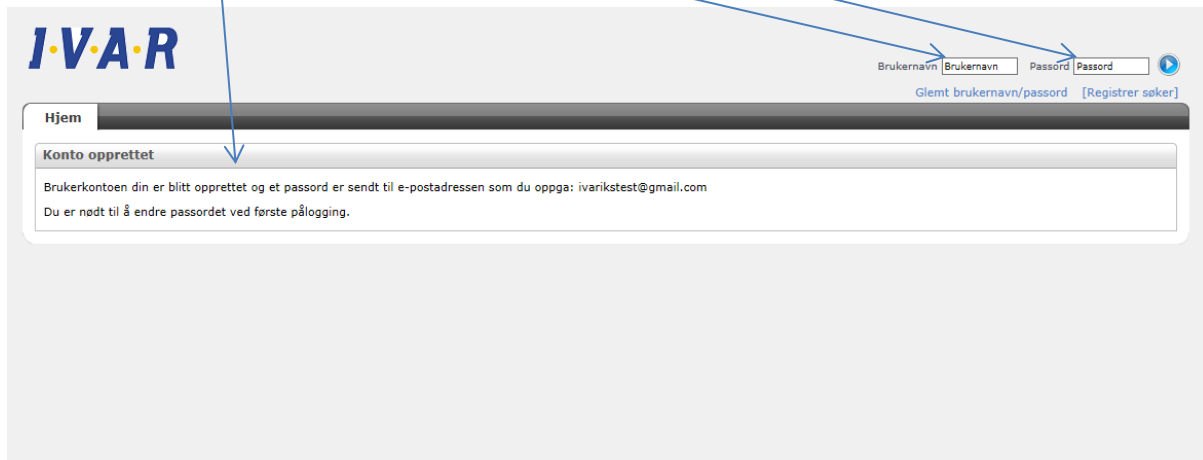 I·V·A·R
Brukernavn Brukernavn Passord Passord
Glemt brukernavn/passord [Registrer søker]
Hjem
Konto opprettet
Brukerkontoen din er blitt opprettet og et passord er sendt til e-postadressen som du oppga: ivarikstest@gmail.com
Du er nødt til å endre passordet ved første pålogging.